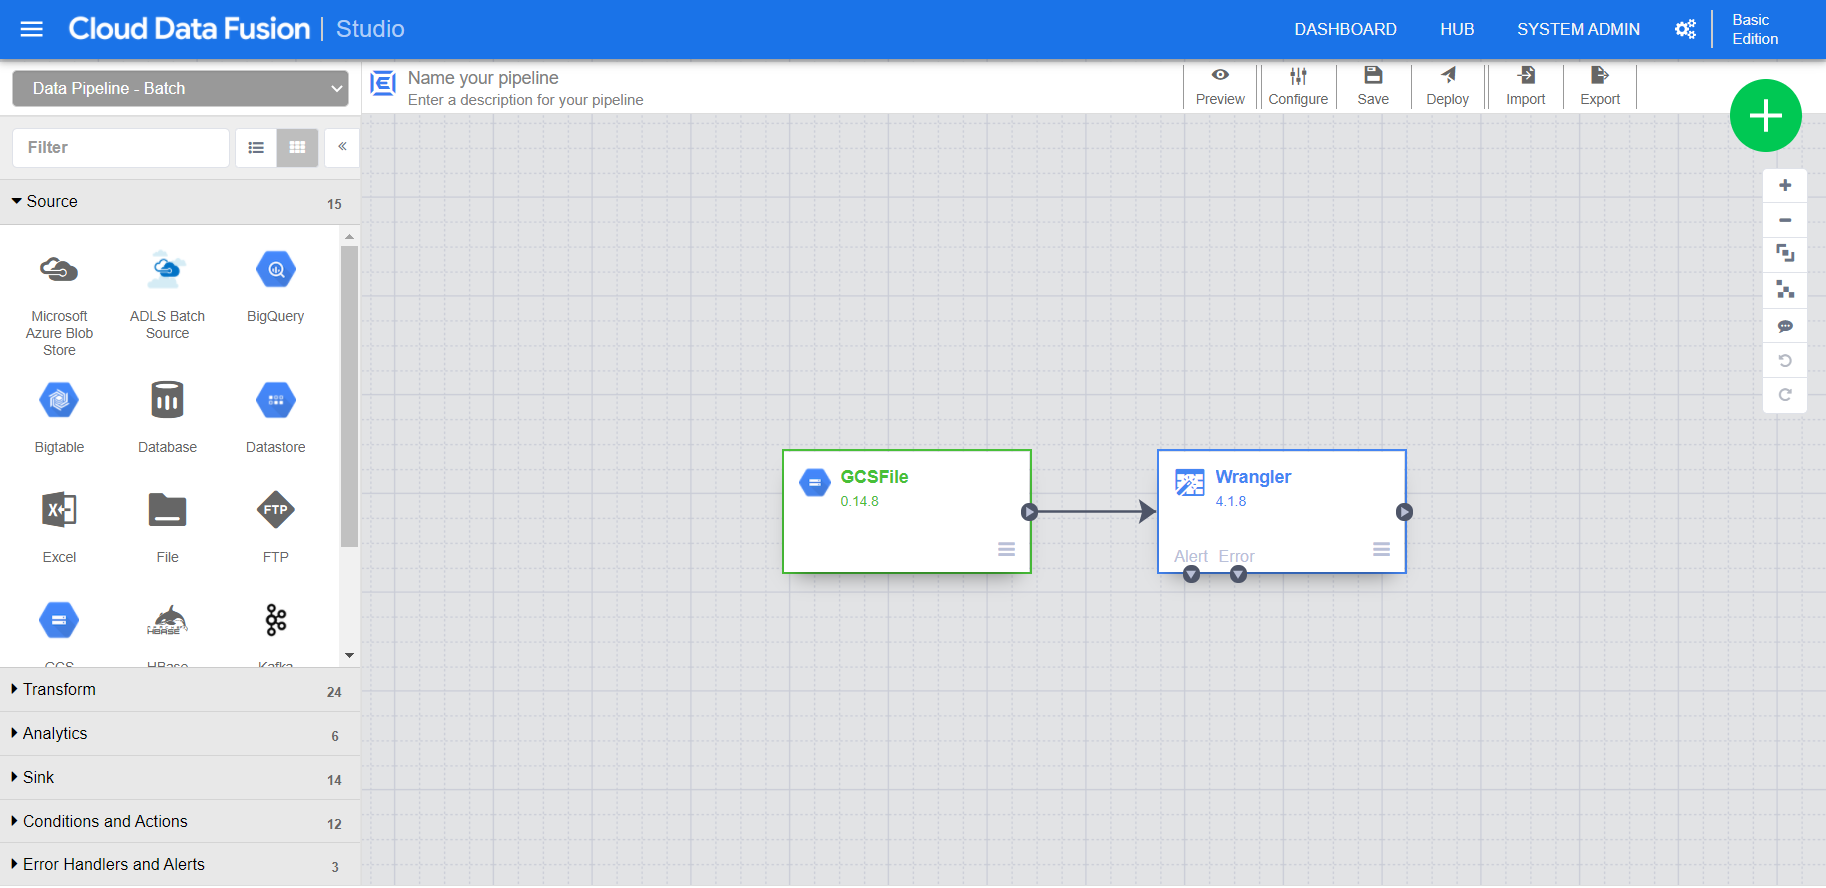 Cloud Data Fusion | Studio
DASHBOARD
HUB
SYSTEM ADMIN
Basic
Edition
Data Pipeline - Batch
Name your pipeline
Enter a description for your pipeline
Preview
Configure
Save
Deploy
Import
Export
Filter
Source 15
Microsoft
Azure Blob
Store
ADLS Batch
Source
BigQuery
Bigtable
Database
Datastore
X
FTP
Excel
File
FTP
HBASE
GCS
HBase
Kafka
Transform 24
Analytics 6
Sink 14
Conditions and Actions 12
Error Handlers and Alerts 3
GCSFile
0.14.8
Wrangler
4.1.8
Alert Error